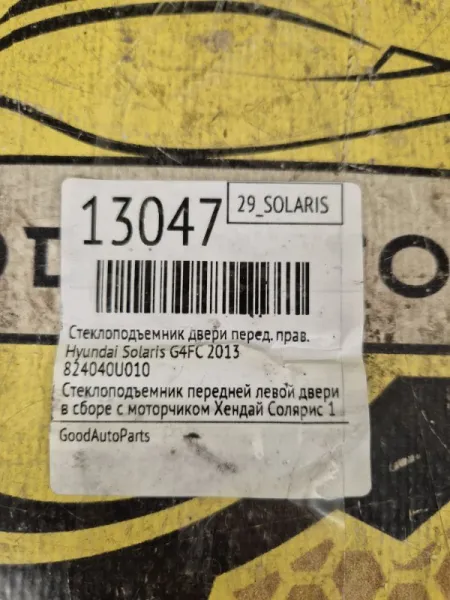 13047
29_SOLARIS
Стеклоподъемник двери перед. прав.
Hyundai Solaris G4FC 2013
824040U010
Стеклоподъемник передней левой двери
в сборе с моторчиком Хендай Солярис 1
GoodAutoParts